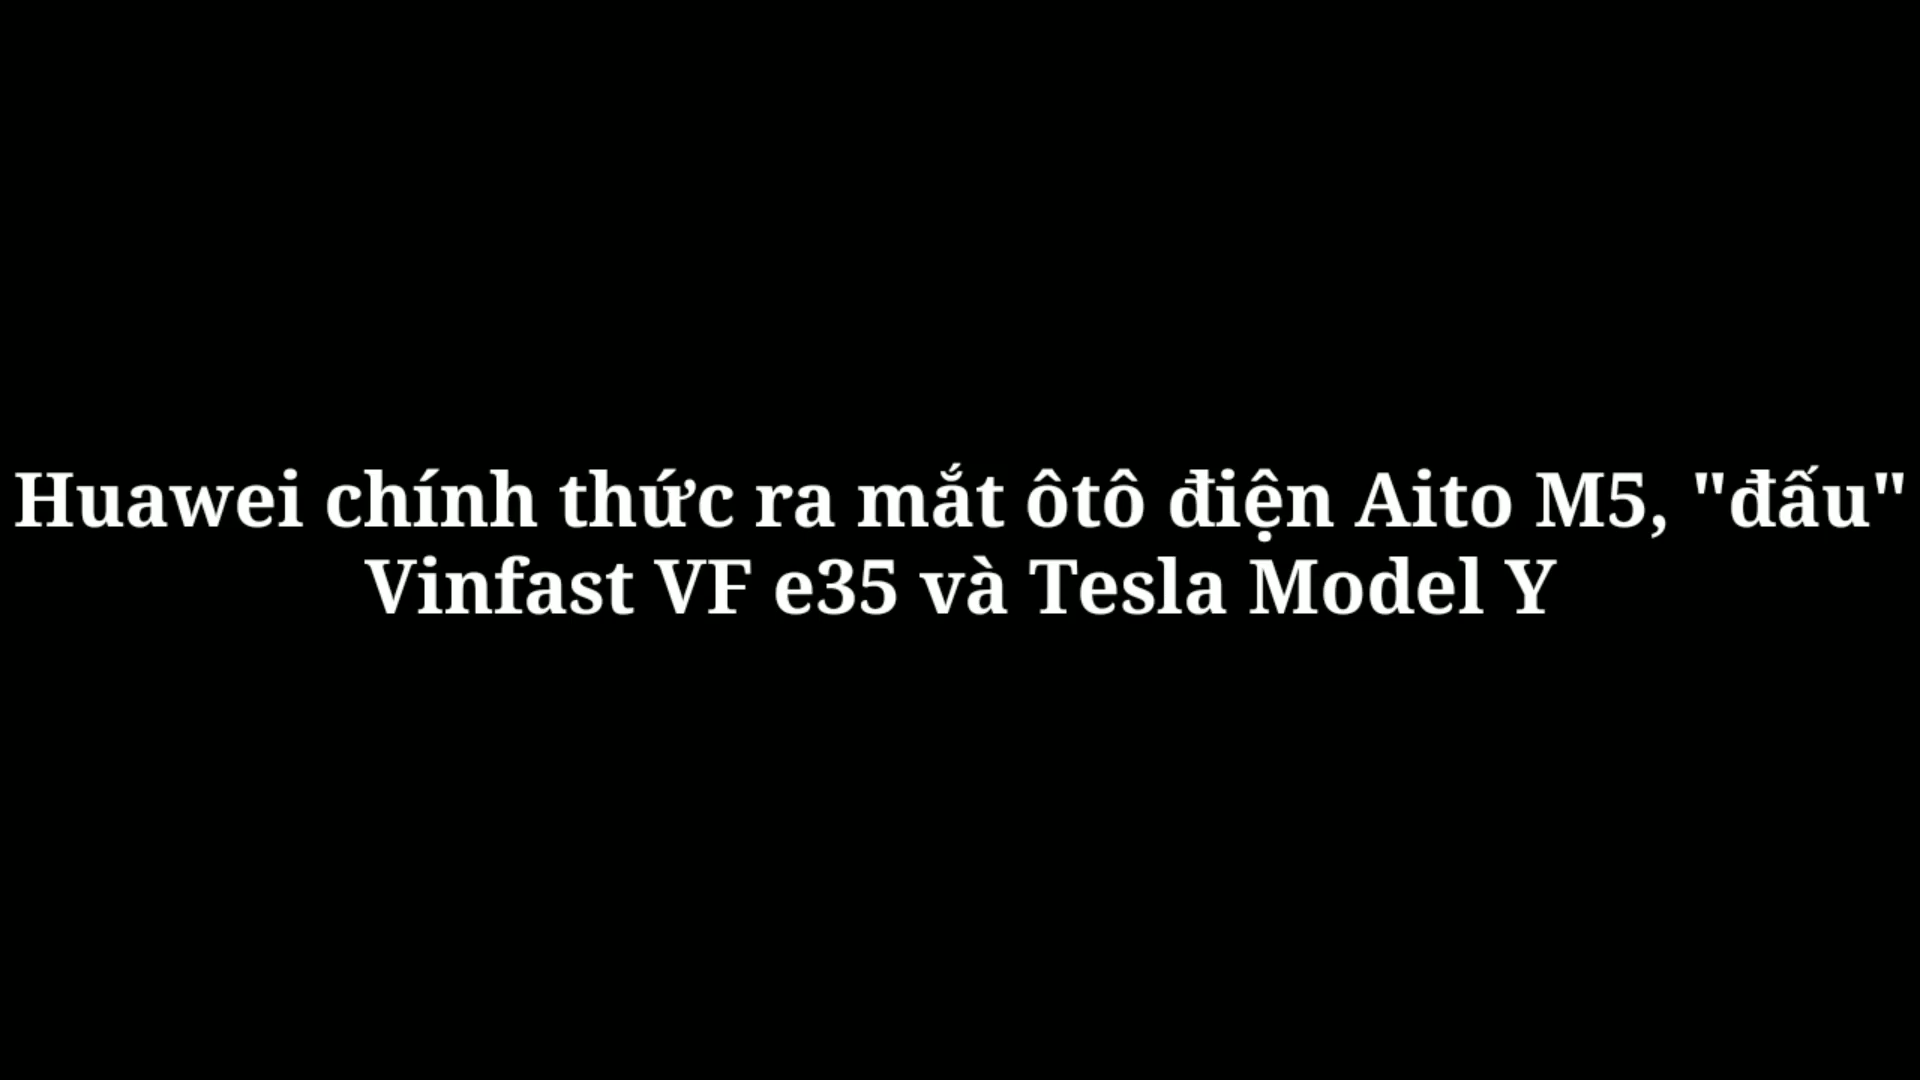 Huawei chính thức ra mắt ôtô điện Aito M5, "đấu"
Vinfast VF e35 và Tesla Model Y